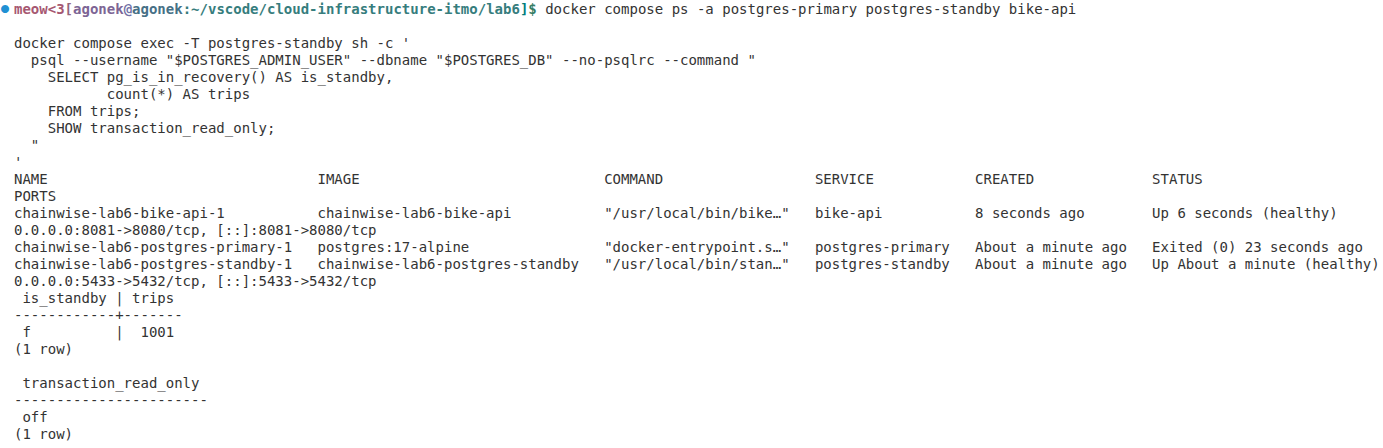 meow<3[agonek@agonek:~/vscode/cloud-infrastructure-itmo/lab6]$ docker compose ps -a postgres-primary postgres-standby bike-api

docker compose exec -T postgres-standby sh -c '
  psql --username "$POSTGRES_ADMIN_USER" --dbname "$POSTGRES_DB" --no-psqlrc --command "
    SELECT pg_is_in_recovery() AS is_standby,
           count(*) AS trips
    FROM trips;
    SHOW transaction_read_only;
  "
'
NAME                                IMAGE                             COMMAND                  SERVICE            CREATED              STATUS
PORTS
chainwise-lab6-bike-api-1           chainwise-lab6-bike-api           "/usr/local/bin/bike…"   bike-api           8 seconds ago        Up 6 seconds (healthy)
0.0.0.0:8081->8080/tcp, [::]:8081->8080/tcp
chainwise-lab6-postgres-primary-1   postgres:17-alpine                "docker-entrypoint.s…"   postgres-primary   About a minute ago   Exited (0) 23 seconds ago
chainwise-lab6-postgres-standby-1   chainwise-lab6-postgres-standby   "/usr/local/bin/stan…"   postgres-standby   About a minute ago   Up About a minute (healthy)
0.0.0.0:5433->5432/tcp, [::]:5433->5432/tcp
 is_standby | trips
------------+-------
 f          |  1001
(1 row)

 transaction_read_only
-----------------------
 off
(1 row)